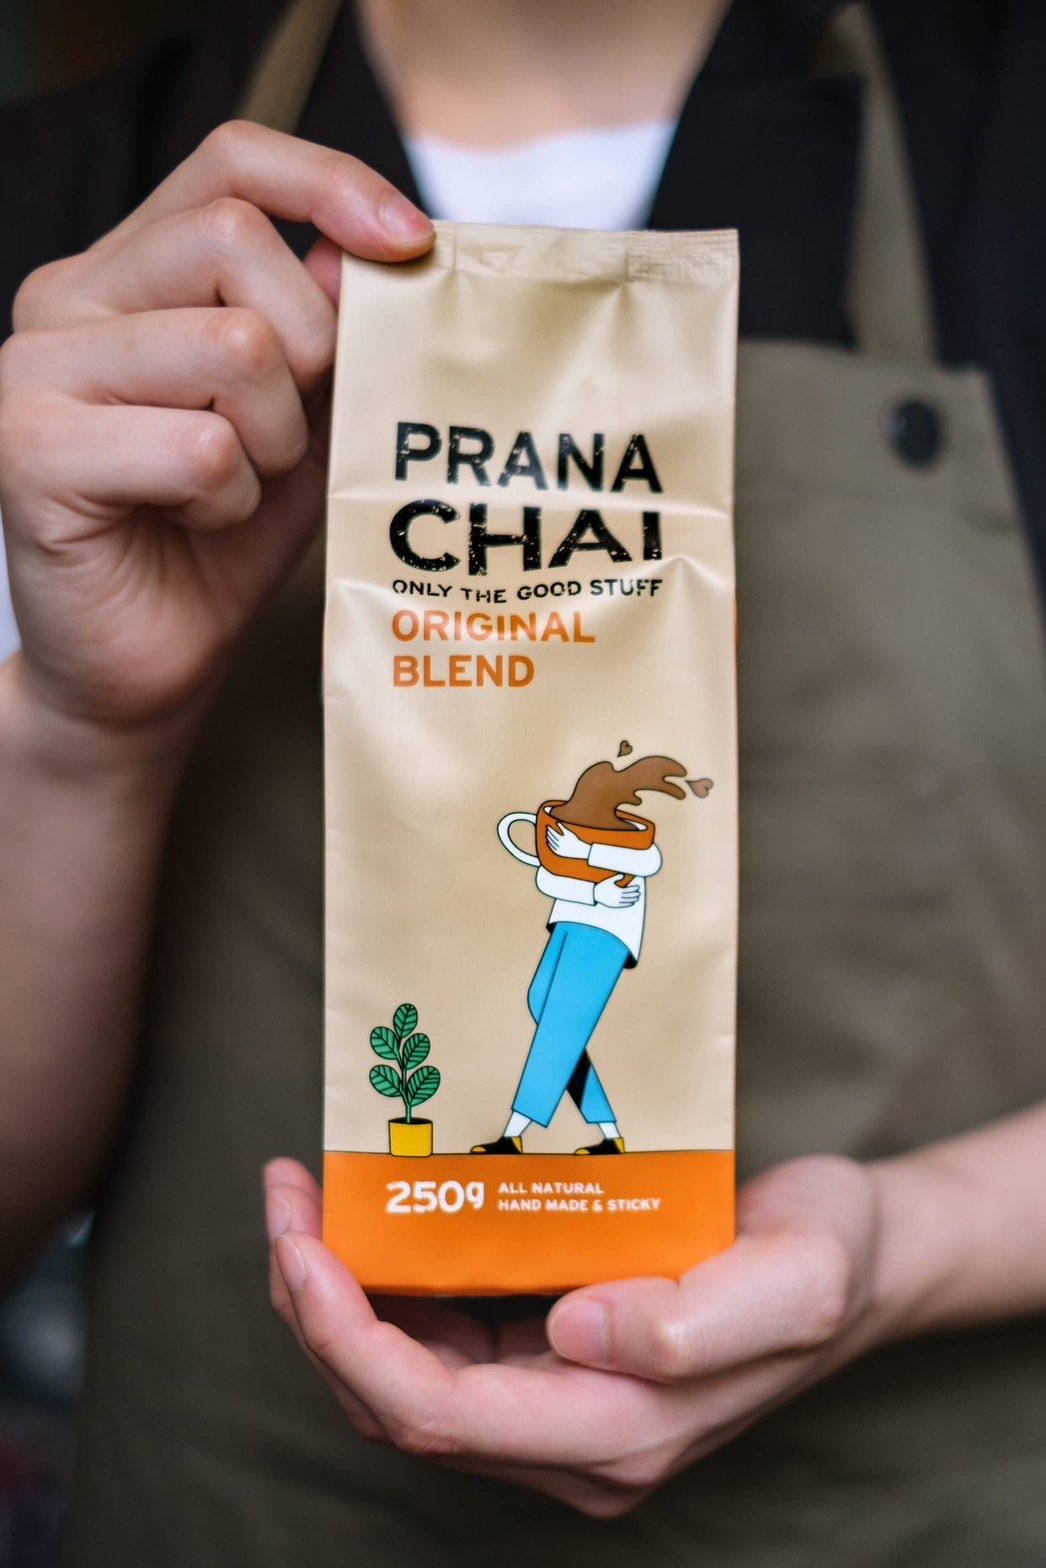 PRANA
CHAI
ONLY THE GOOD STUFF
ORIGINAL
BLEND
250g
ALL NATURAL
HAND MADE & STICKY